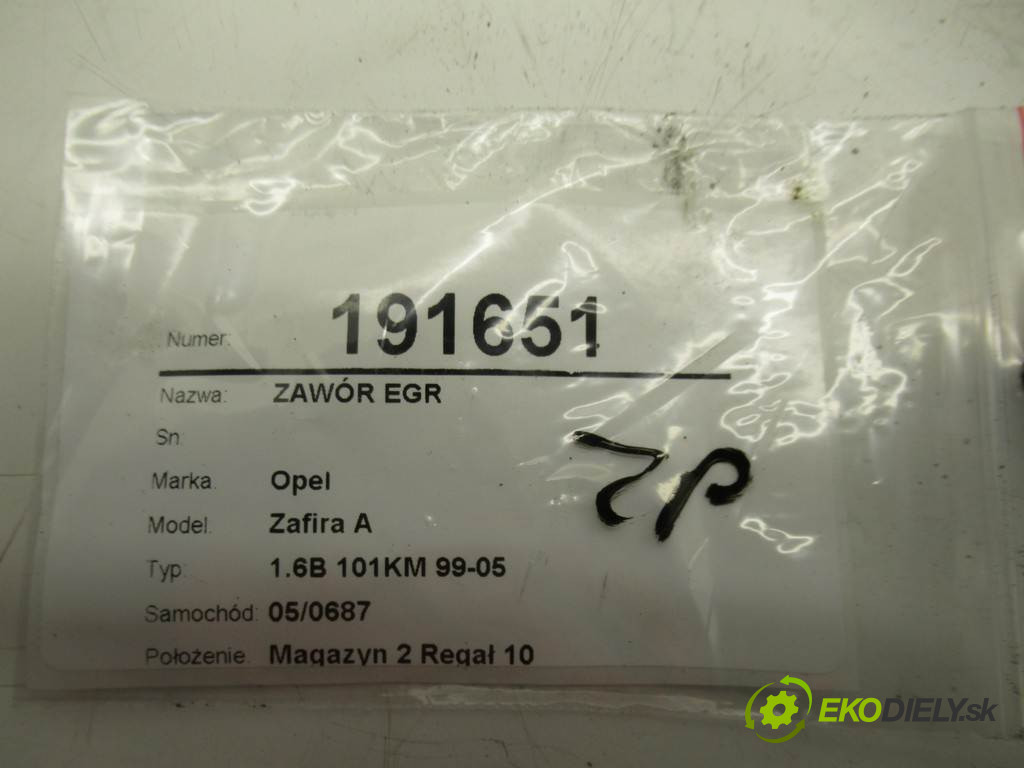 Numer: 191651
Nazwa: ZAWÓR EGR
Sn:
Marka: Opel
Model: Zafira A
Typ: 1.6B 101KM 99-05
Samochód: 05/0687
Położenie: Magazyn 2 Regał 10
EKODIELY.sk